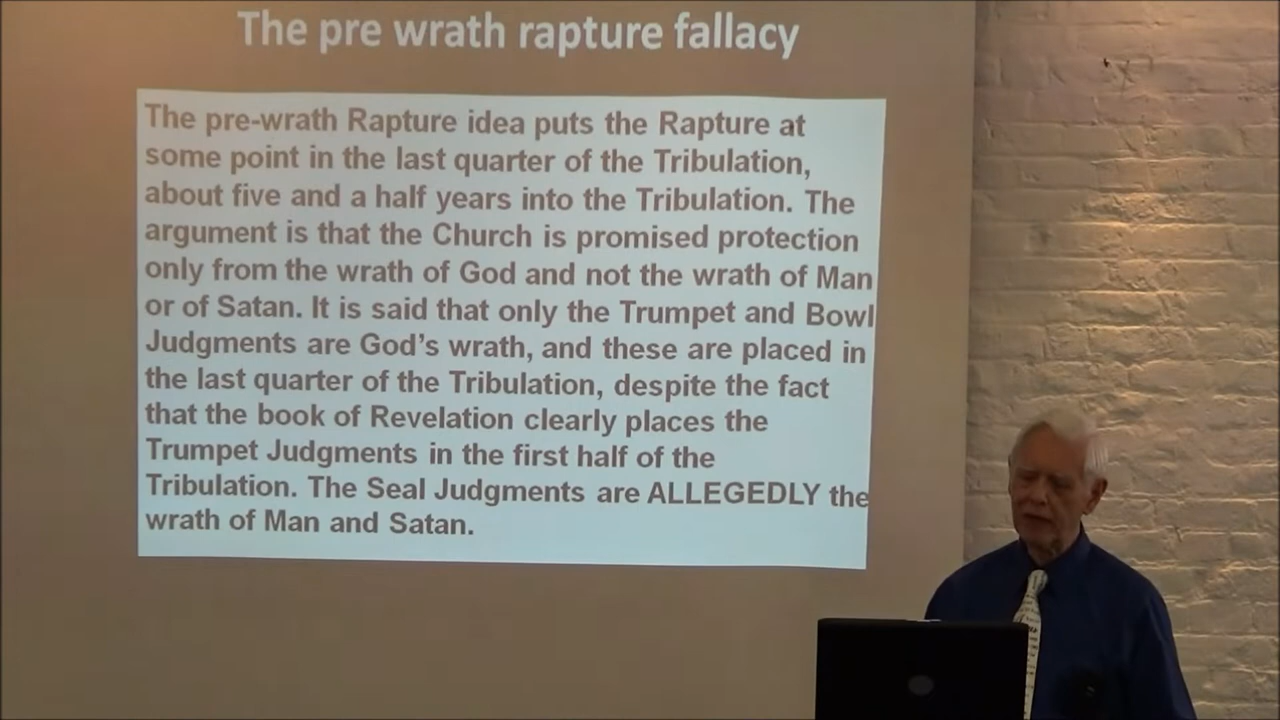 The pre wrath rapture fallacy
The pre-wrath Rapture idea puts the Rapture at
some point in the last quarter of the Tribulation,
about five and a half years into the Tribulation. The
argument is that the Church is promised protection
only from the wrath of God and not the wrath of Man
or of Satan. It is said that only the Trumpet and Bowl
Judgments are God's wrath, and these are placed in
the last quarter of the Tribulation, despite the fact
that the book of Revelation clearly places the
Trumpet Judgments in the first half of the
Tribulation. The Seal Judgments are ALLEGEDLY the
wrath of Man and Satan.